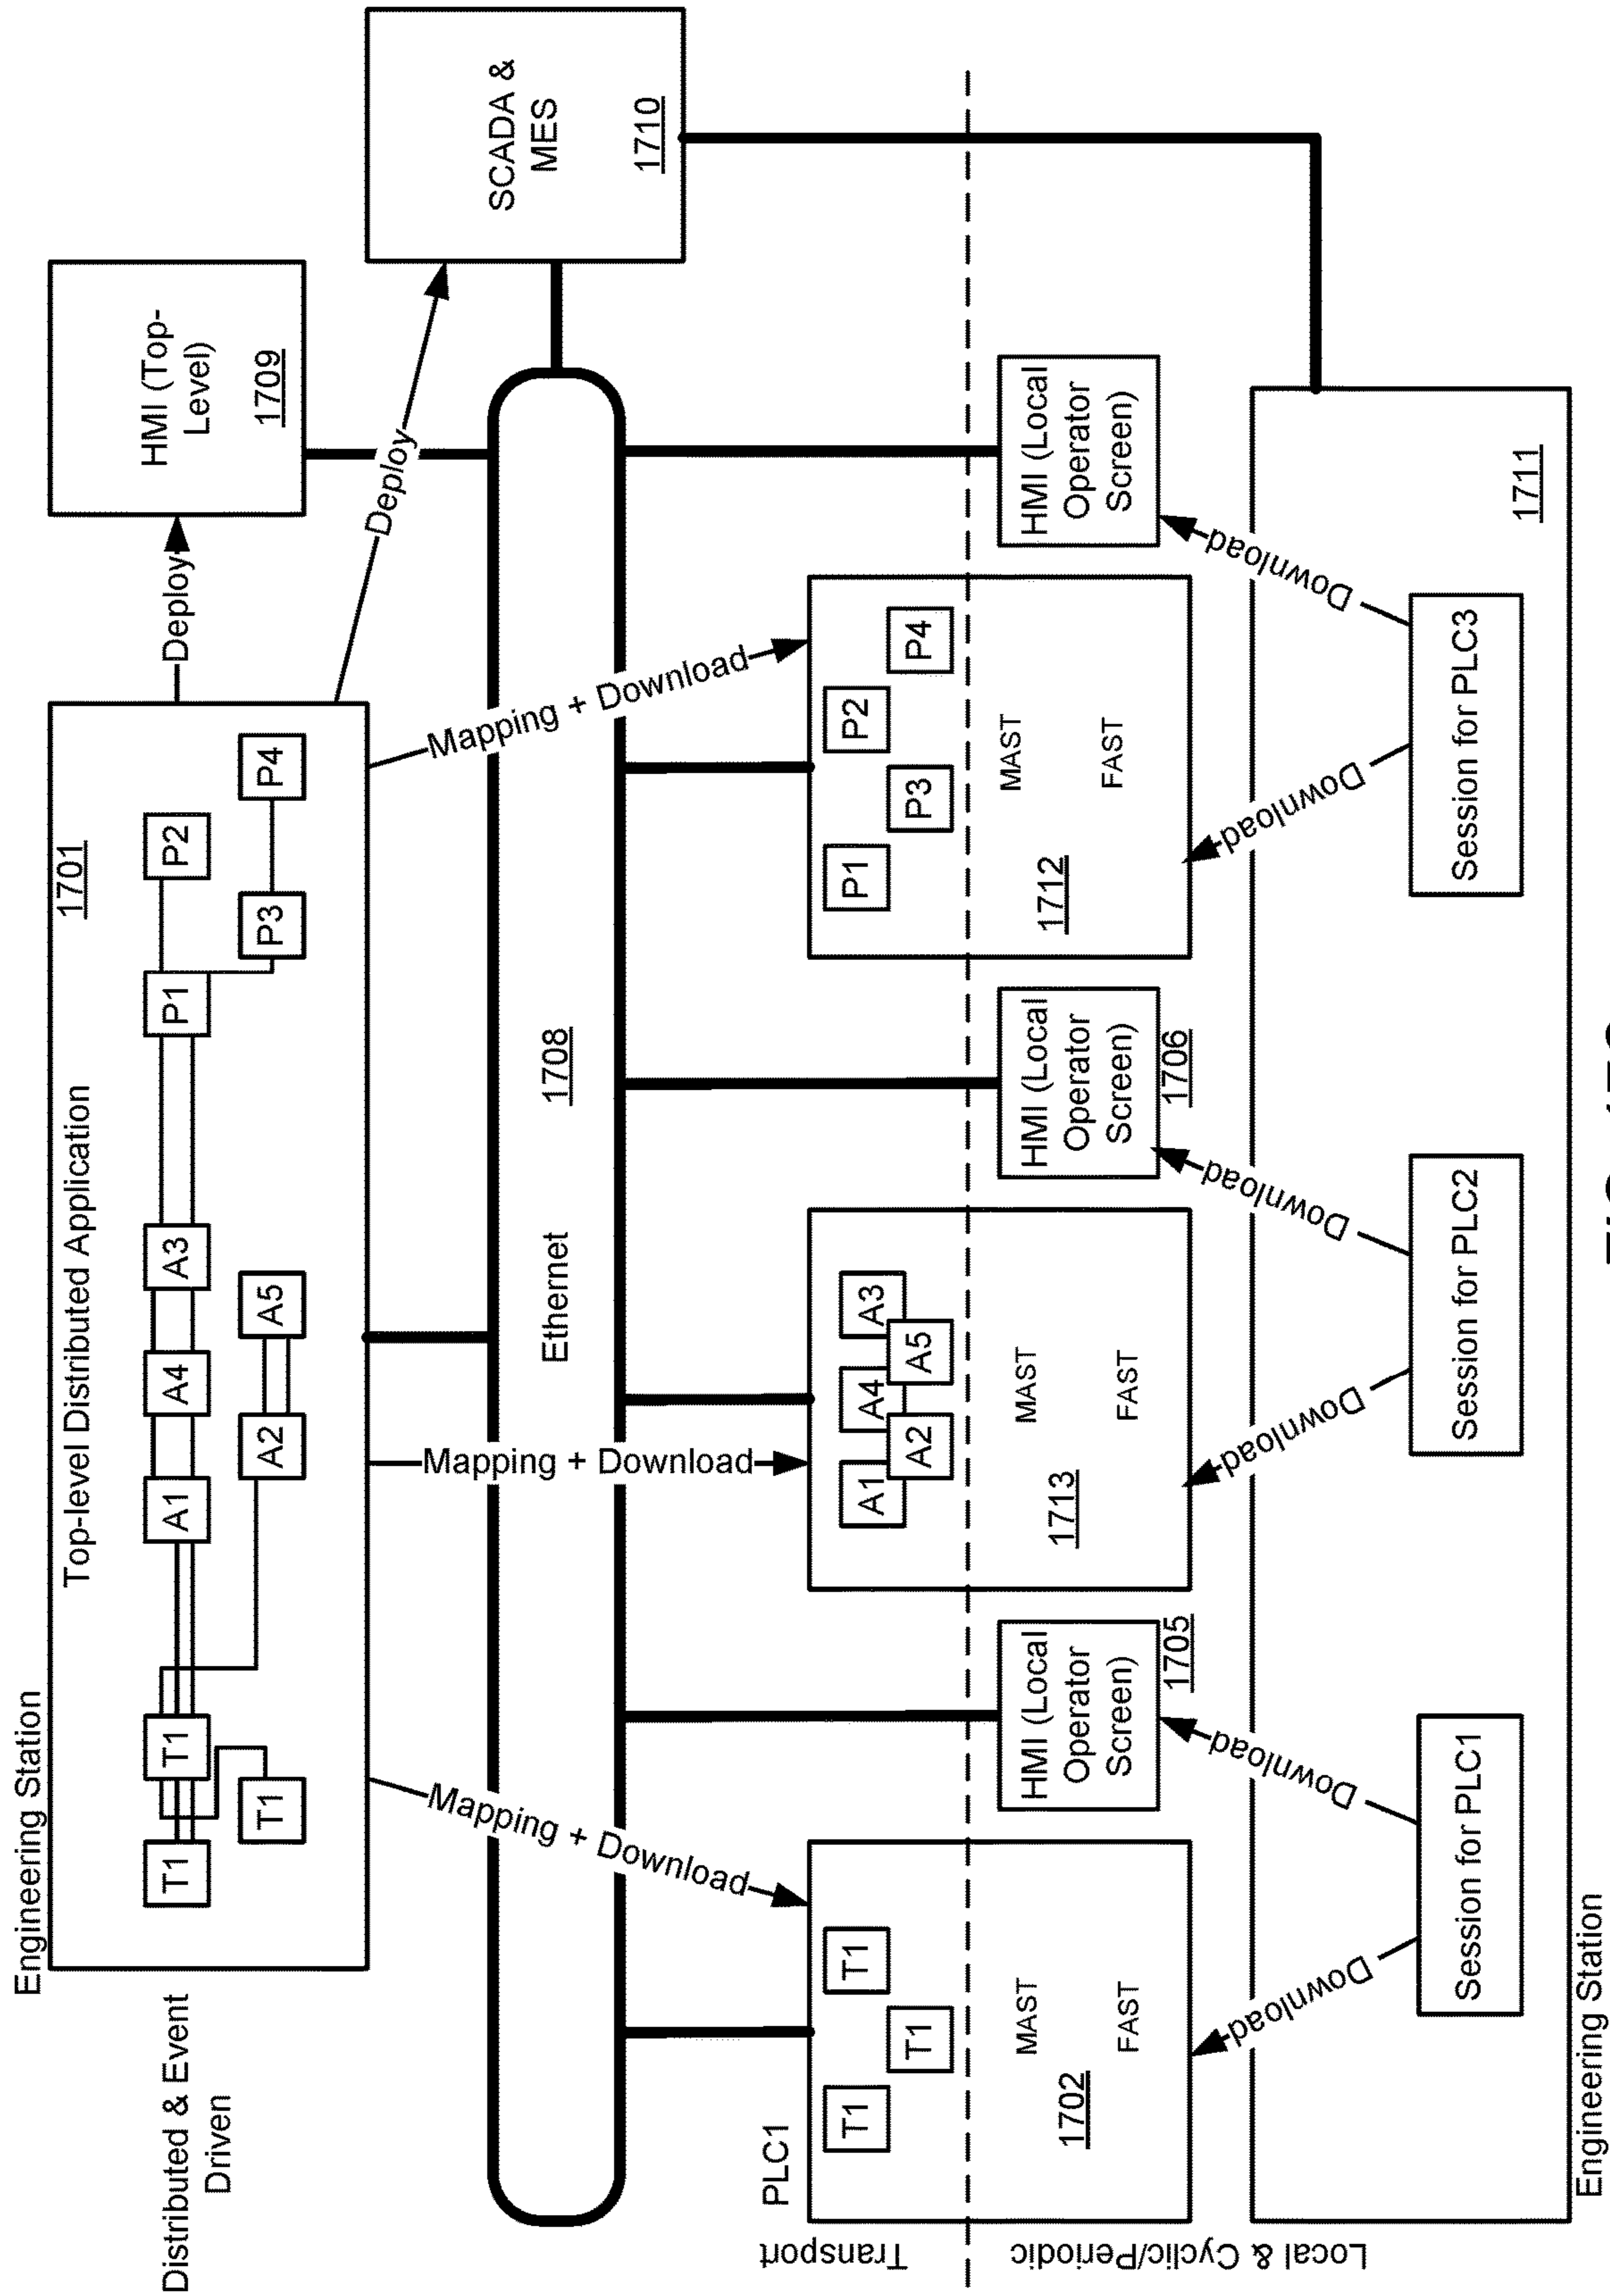 Engineering Station
Distributed & Event
Driven
Top-level Distributed Application
1701
T1
T1
T1
A1
A4
A3
A2
A5
P1
P2
P3
P4
Deploy
HMI (Top-
Level)
1709
Deploy
SCADA &
MES
1710
Ethernet
1708
Mapping + Download
Mapping + Download
Mapping + Download
Transport
PLC1
T1
T1
T1
MAST
1702
FAST
HMI (Local
Operator
Screen)
1705
A1
A4
A3
A2
A5
MAST
1713
FAST
HMI (Local
Operator
Screen)
1706
P1
P2
P3
P4
MAST
1712
FAST
HMI (Local
Operator
Screen)
Local & Cyclic/Periodic
Download
Download
Download
Download
Download
Download
Session for PLC1
Session for PLC2
Session for PLC3
1711
Engineering Station